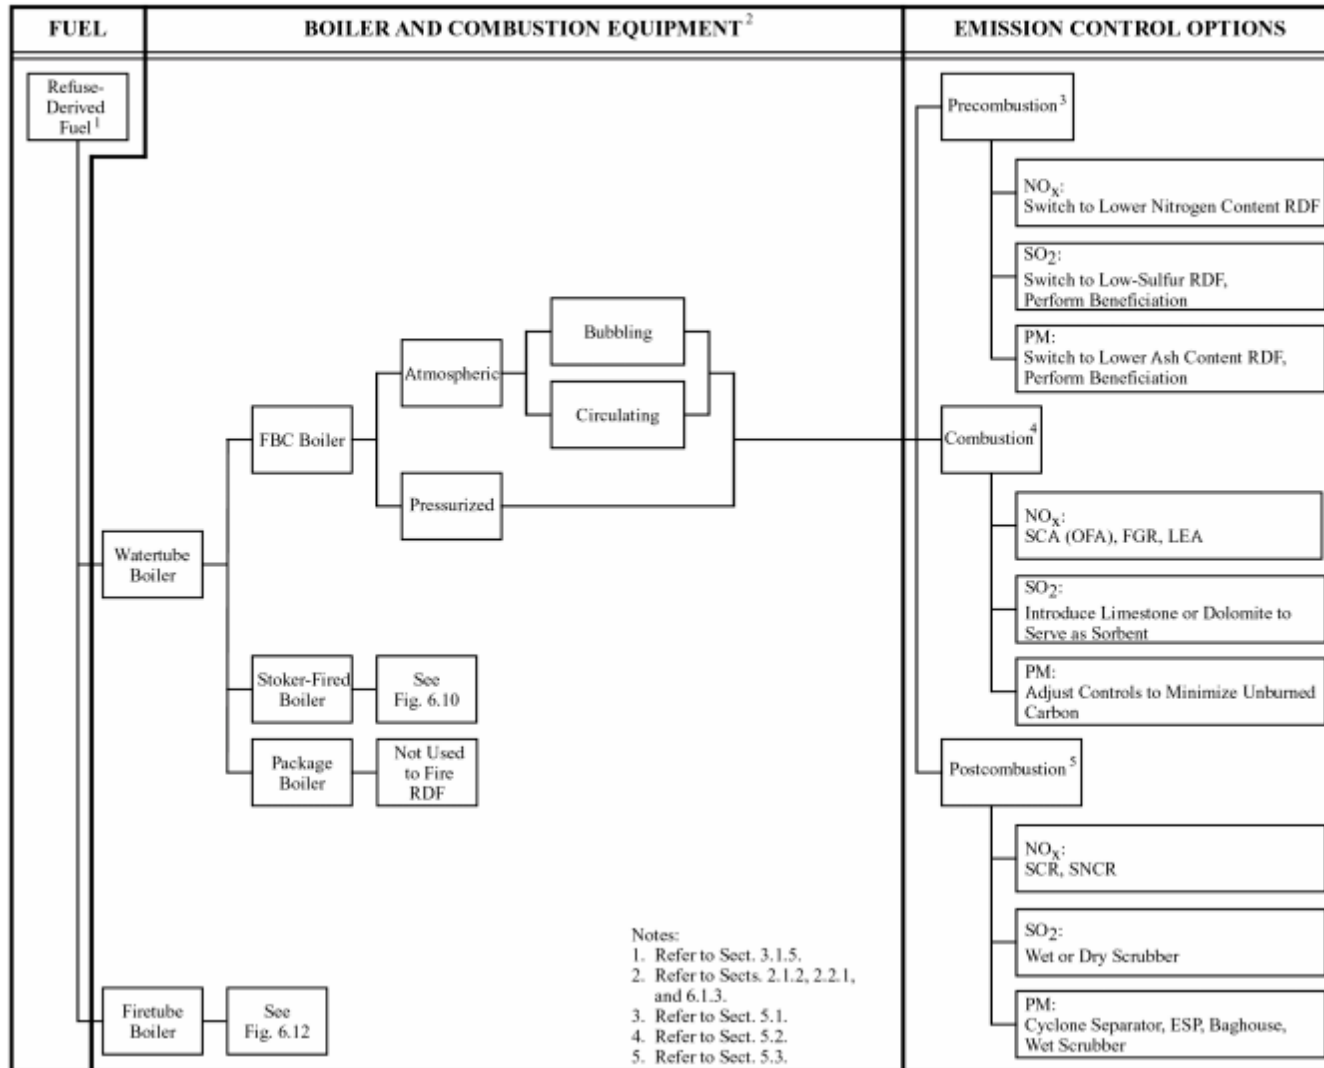 FUEL
BOILER AND COMBUSTION EQUIPMENT 2
EMISSION CONTROL OPTIONS
Refuse-
Derived
Fuel 1
Watertube
Boiler
Firetube
Boiler
See
Fig. 6.12
FBC Boiler
Stoker-Fired
Boiler
See
Fig. 6.10
Package
Boiler
Not Used
to Fire
RDF
Atmospheric
Pressurized
Bubbling
Circulating
Notes:
1. Refer to Sect. 3.1.5.
2. Refer to Sects. 2.1.2, 2.2.1,
and 6.1.3.
3. Refer to Sect. 5.1.
4. Refer to Sect. 5.2.
5. Refer to Sect. 5.3.
Precombustion 3
NOx:
Switch to Lower Nitrogen Content RDF
SO2:
Switch to Low-Sulfur RDF,
Perform Beneficiation
PM:
Switch to Lower Ash Content RDF,
Perform Beneficiation
Combustion 4
NOx:
SCA (OFA), FGR, LEA
SO2:
Introduce Limestone or Dolomite to
Serve as Sorbent
PM:
Adjust Controls to Minimize Unburned
Carbon
Postcombustion 5
NOx:
SCR, SNCR
SO2:
Wet or Dry Scrubber
PM:
Cyclone Separator, ESP, Baghouse,
Wet Scrubber